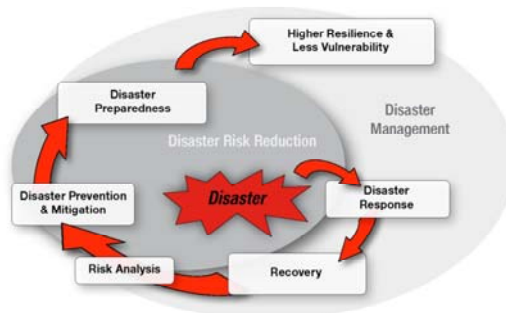 Higher Resilience &
Less Vulnerability
Disaster
Preparedness
Disaster
Management
Disaster Risk Reduction
Disaster
Disaster
Response
Disaster Prevention
& Mitigation
Risk Analysis
Recovery